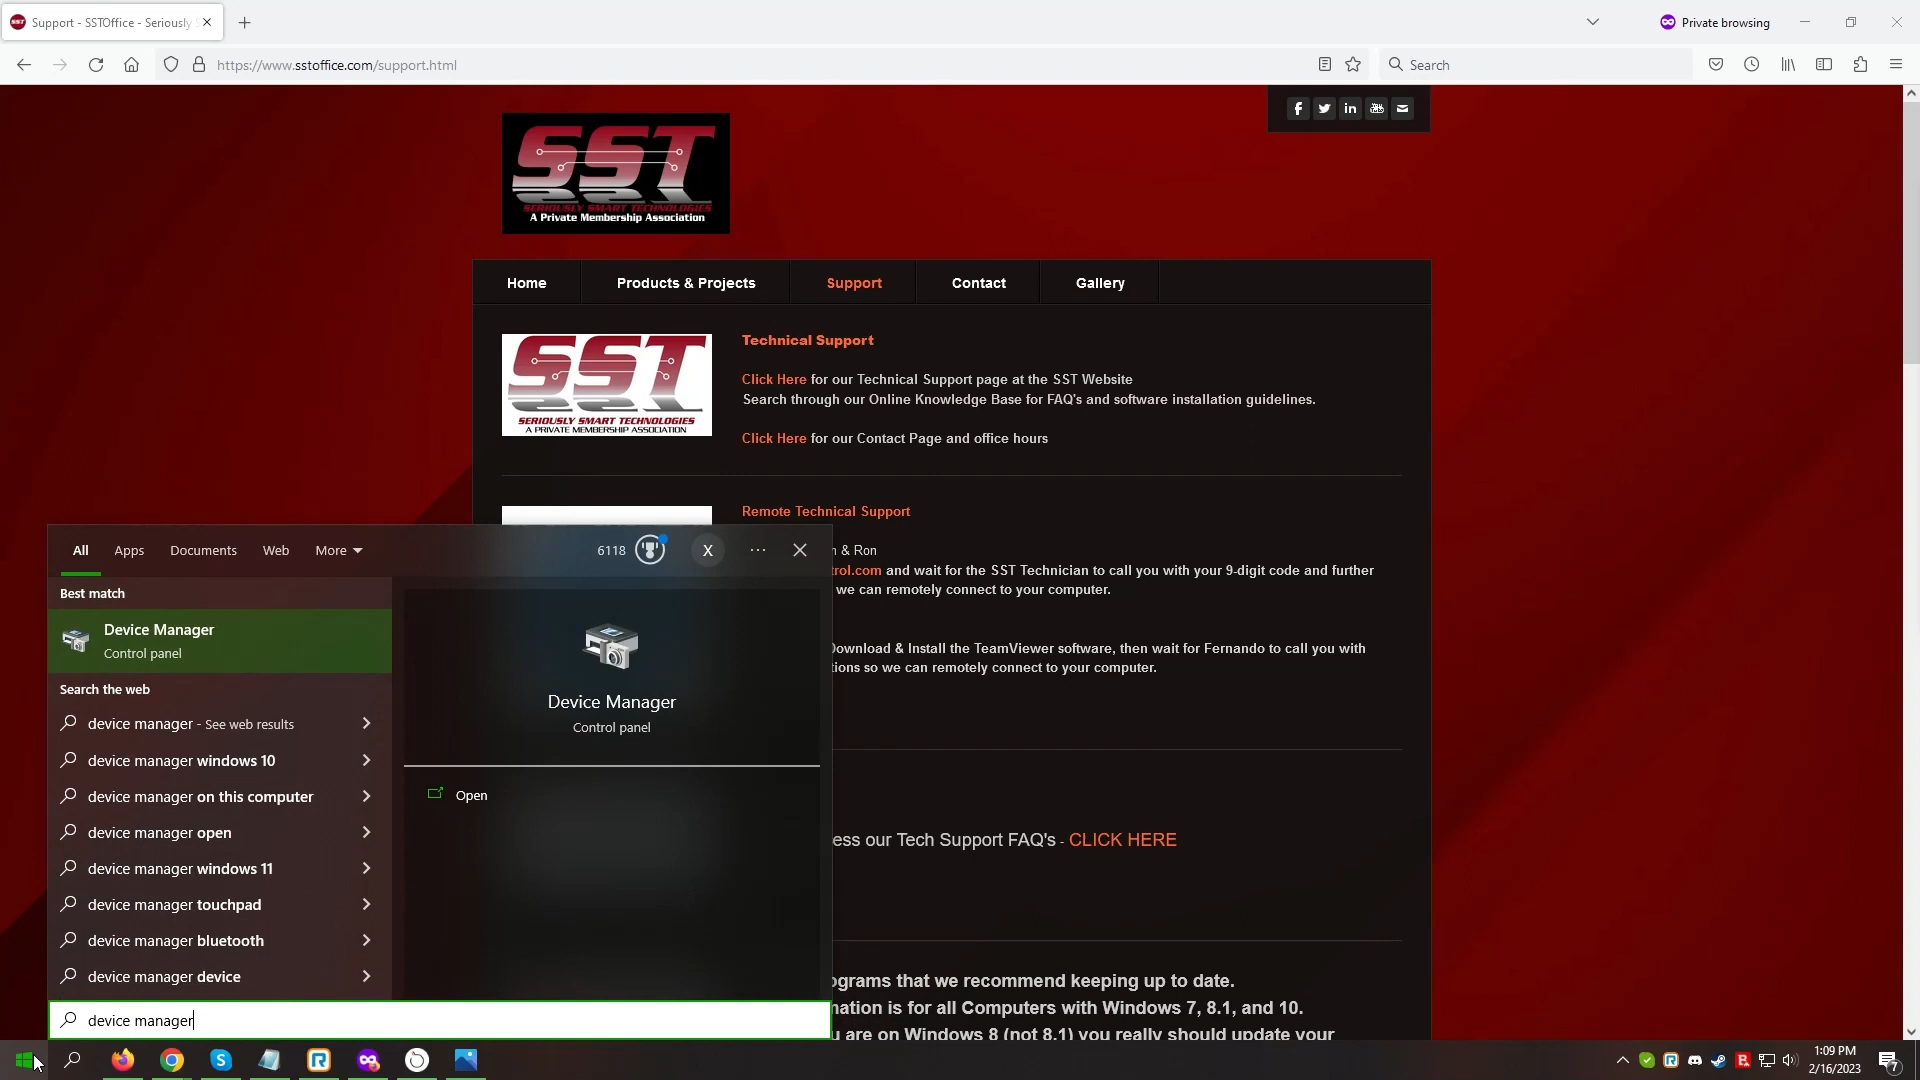 Support - SSTOffice - Seriously
Private browsing
https://www.sstoffice.com/support.html
Search
SST
SERIOUSLY SMART TECHNOLOGIES
A Private Membership Association
Home
Products & Projects
Support
Contact
Gallery
SST
SERIOUSLY SMART TECHNOLOGIES
A PRIVATE MEMBERSHIP ASSOCIATION
Technical Support
Click Here for our Technical Support page at the SST Website
Search through our Online Knowledge Base for FAQ's and software installation guidelines.
Click Here for our Contact Page and office hours
Remote Technical Support
& Ron
trol.com and wait for the SST Technician to call you with your 9-digit code and further
we can remotely connect to your computer.
Download & Install the TeamViewer software, then wait for Fernando to call you with
tions so we can remotely connect to your computer.
ess our Tech Support FAQ's - CLICK HERE
ograms that we recommend keeping up to date.
mation is for all Computers with Windows 7, 8.1, and 10.
u are on Windows 8 (not 8.1) you really should update your
All
Apps
Documents
Web
More
6118
X
Best match
Device Manager
Control panel
Search the web
device manager - See web results
device manager windows 10
device manager on this computer
device manager open
device manager windows 11
device manager touchpad
device manager bluetooth
device manager device
Device Manager
Control panel
Open
device manager
1:09 PM
2/16/2023
7